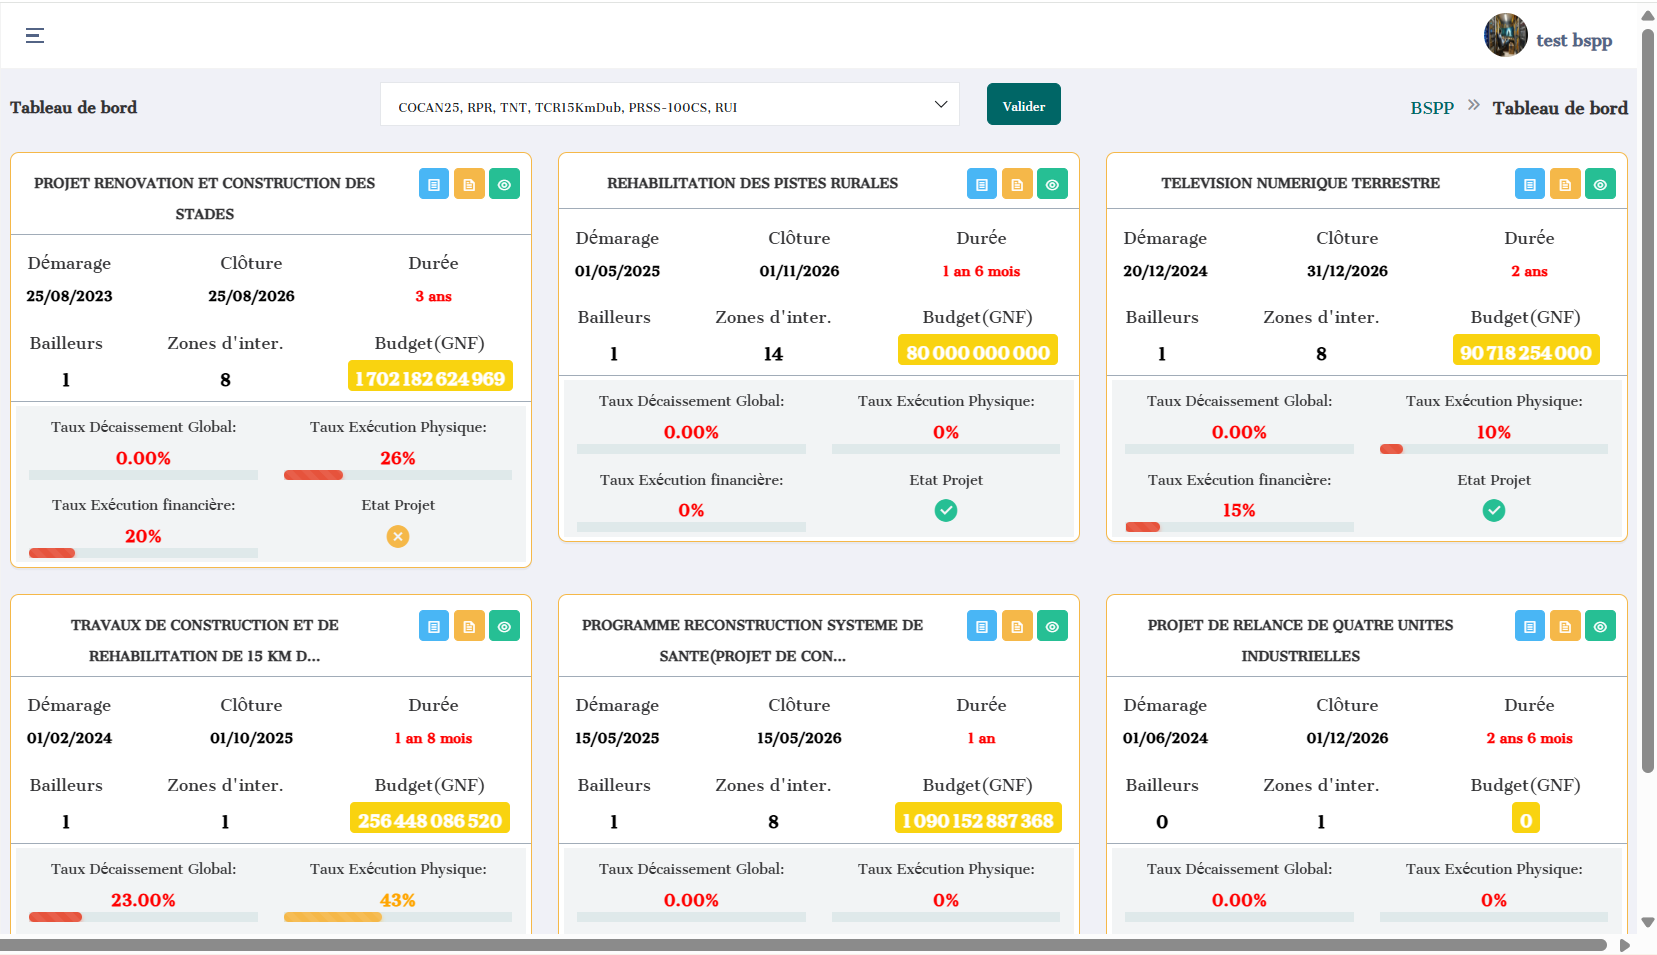 test bspp
Tableau de bord
COCAN25, RPR, TNT, TCR15KmDub, PRSS-100CS, RUI
Valider
BSPP » Tableau de bord
PROJET RENOVATION ET CONSTRUCTION DES
STADES
Démarage Clôture Durée
25/08/2023 25/08/2026 3 ans
Bailleurs Zones d'inter. Budget(GNF)
1 8 1 702 182 624 969
Taux Décaissement Global: Taux Exécution Physique:
0.00% 26%
Taux Exécution financière: Etat Projet
20%
REHABILITATION DES PISTES RURALES
Démarage Clôture Durée
01/05/2025 01/11/2026 1 an 6 mois
Bailleurs Zones d'inter. Budget(GNF)
1 14 80 000 000 000
Taux Décaissement Global: Taux Exécution Physique:
0.00% 0%
Taux Exécution financière: Etat Projet
0%
TELEVISION NUMERIQUE TERRESTRE
Démarage Clôture Durée
20/12/2024 31/12/2026 2 ans
Bailleurs Zones d'inter. Budget(GNF)
1 8 90 718 254 000
Taux Décaissement Global: Taux Exécution Physique:
0.00% 10%
Taux Exécution financière: Etat Projet
15%
TRAVAUX DE CONSTRUCTION ET DE
REHABILITATION DE 15 KM D...
Démarage Clôture Durée
01/02/2024 01/10/2025 1 an 8 mois
Bailleurs Zones d'inter. Budget(GNF)
1 1 256 448 086 520
Taux Décaissement Global: Taux Exécution Physique:
23.00% 43%
PROGRAMME RECONSTRUCTION SYSTEME DE
SANTE(PROJET DE CON...
Démarage Clôture Durée
15/05/2025 15/05/2026 1 an
Bailleurs Zones d'inter. Budget(GNF)
1 8 1 090 152 887 368
Taux Décaissement Global: Taux Exécution Physique:
0.00% 0%
PROJET DE RELANCE DE QUATRE UNITES
INDUSTRIELLES
Démarage Clôture Durée
01/06/2024 01/12/2026 2 ans 6 mois
Bailleurs Zones d'inter. Budget(GNF)
0 1 0
Taux Décaissement Global: Taux Exécution Physique:
0.00% 0%